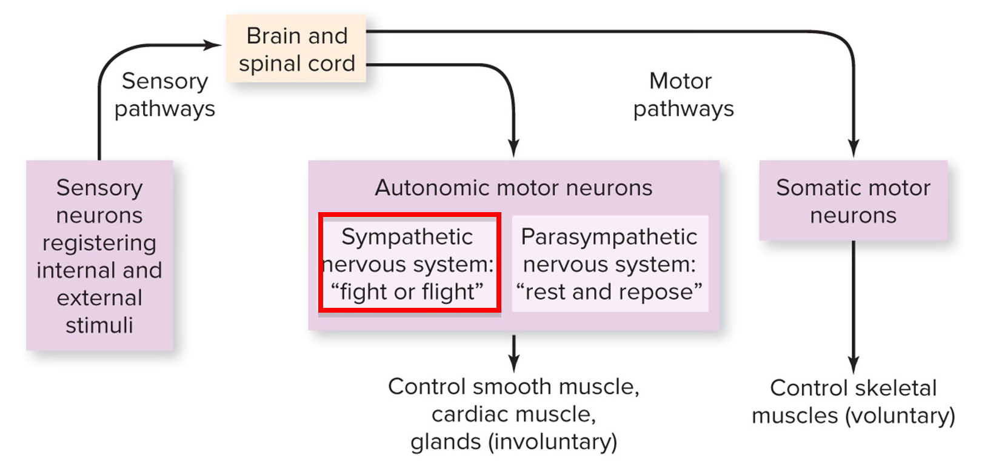 Brain and
spinal cord
Sensory
pathways
Motor
pathways
Sensory
neurons
registering
internal and
external
stimuli
Autonomic motor neurons
Sympathetic
nervous system:
“fight or flight”
Parasympathetic
nervous system:
“rest and repose”
Somatic motor
neurons
Control smooth muscle,
cardiac muscle,
glands (involuntary)
Control skeletal
muscles (voluntary)